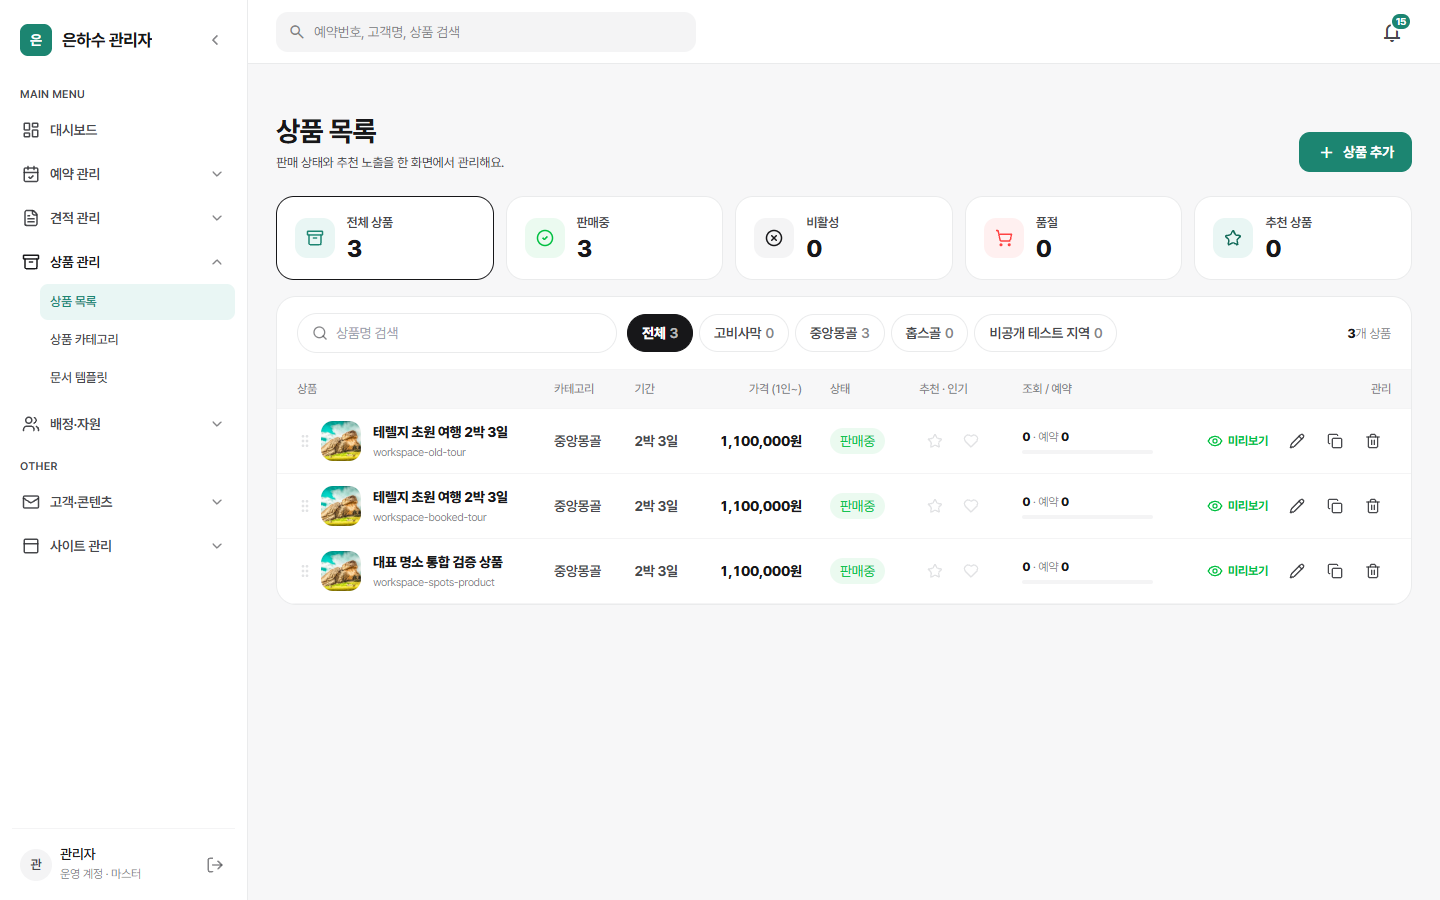 은 은하수 관리자
예약번호, 고객명, 상품 검색
15
MAIN MENU
대시보드
예약 관리
견적 관리
상품 관리
상품 목록
상품 카테고리
문서 템플릿
배정·자원
OTHER
고객·콘텐츠
사이트 관리
관 관리자
운영 계정 · 마스터
상품 목록
판매 상태와 추천 노출을 한 화면에서 관리해요.
상품 추가
전체 상품
3
판매중
3
비활성
0
품절
0
추천 상품
0
상품명 검색
전체 3
고비사막 0
중앙몽골 3
홉스골 0
비공개 테스트 지역 0
3개 상품
상품 카테고리 기간 가격 (1인~) 상태 추천 · 인기 조회 / 예약 관리
테렐지 초원 여행 2박 3일
workspace-old-tour
중앙몽골 2박 3일 1,100,000원 판매중 0 · 예약 0 미리보기
테렐지 초원 여행 2박 3일
workspace-booked-tour
중앙몽골 2박 3일 1,100,000원 판매중 0 · 예약 0 미리보기
대표 명소 통합 검증 상품
workspace-spots-product
중앙몽골 2박 3일 1,100,000원 판매중 0 · 예약 0 미리보기